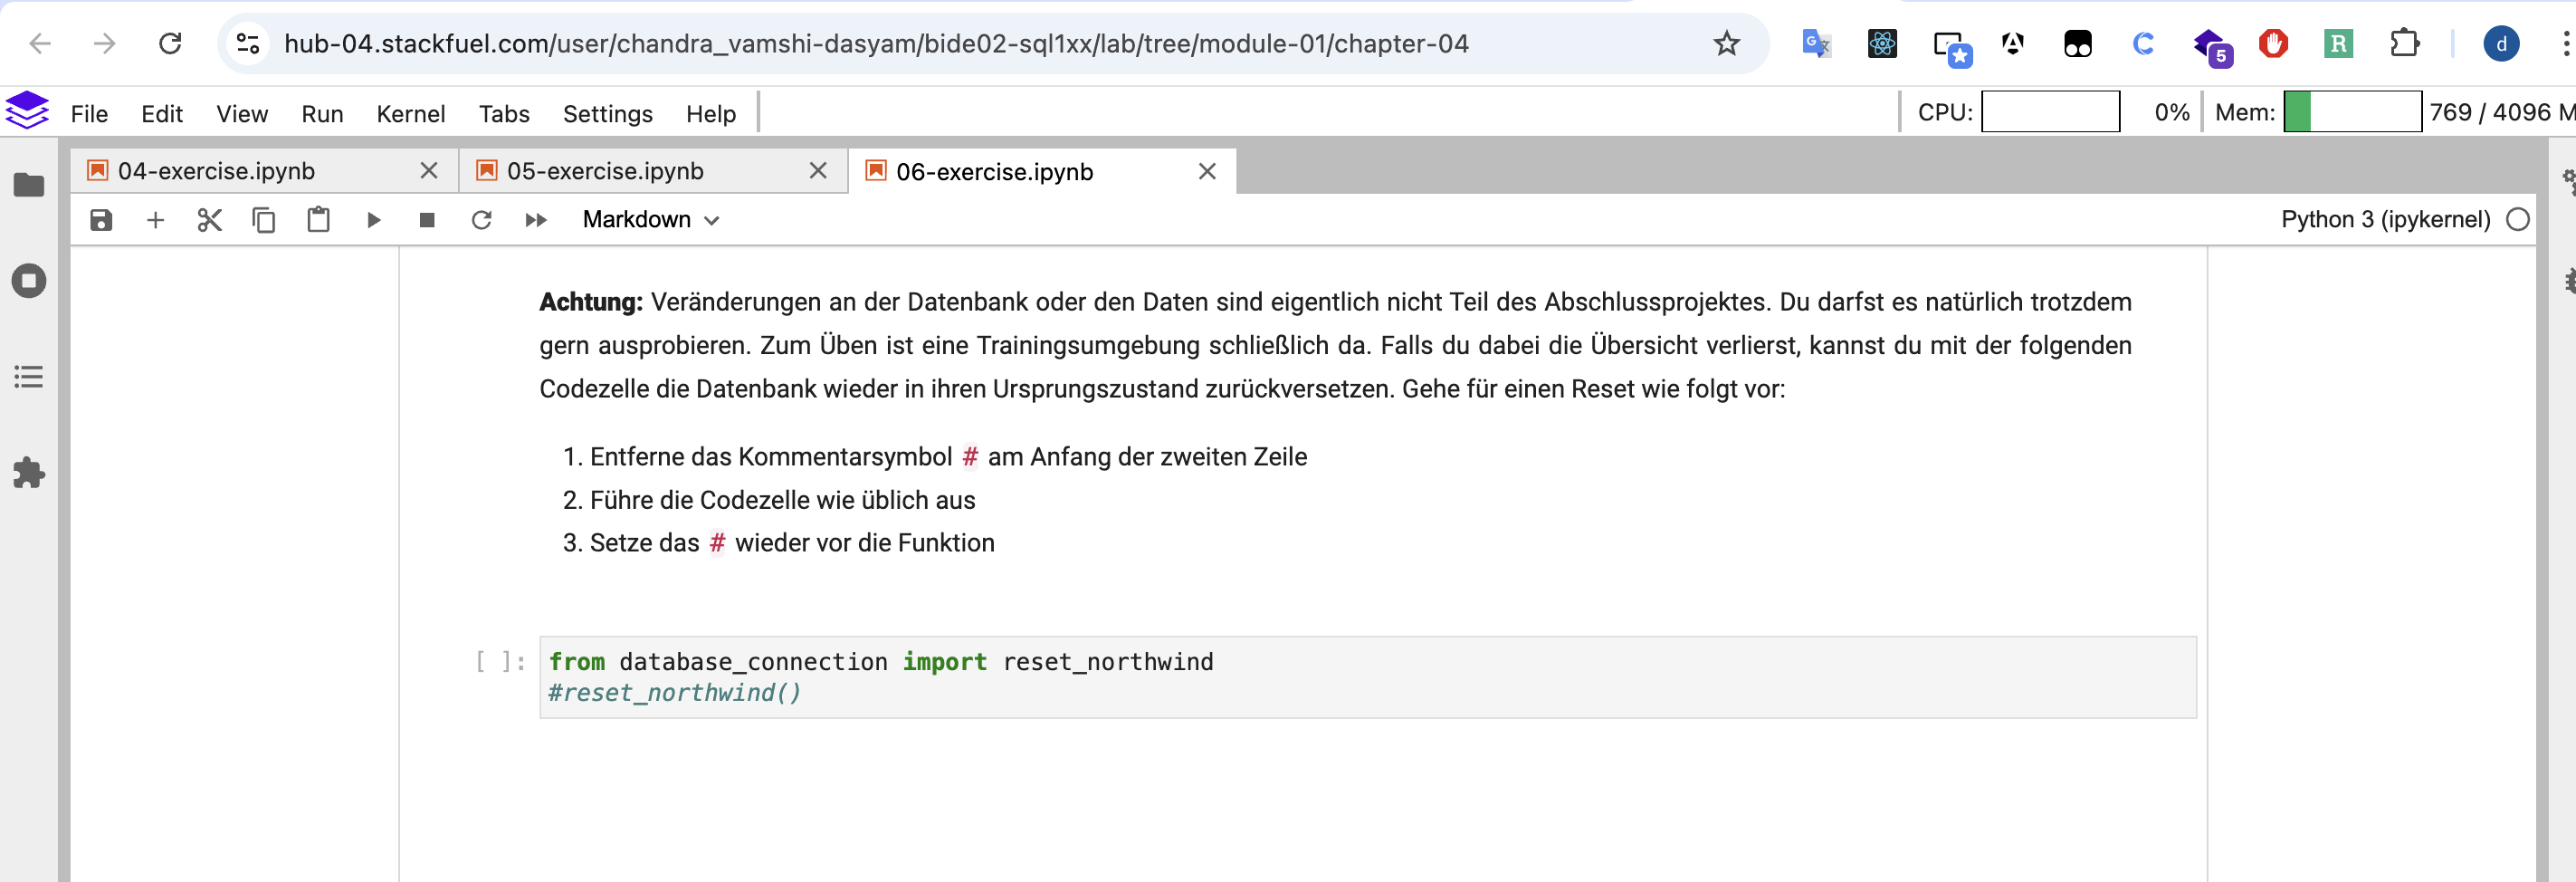 hub-04.stackfuel.com/user/chandra_vamshi-dasyam/bide02-sql1xx/lab/tree/module-01/chapter-04
5
R
d
File Edit View Run Kernel Tabs Settings Help
CPU: 0% Mem: 769 / 4096 M
04-exercise.ipynb
05-exercise.ipynb
06-exercise.ipynb
Markdown
Python 3 (ipykernel)
Achtung: Veränderungen an der Datenbank oder den Daten sind eigentlich nicht Teil des Abschlussprojektes. Du darfst es natürlich trotzdem
gern ausprobieren. Zum Üben ist eine Trainingsumgebung schließlich da. Falls du dabei die Übersicht verlierst, kannst du mit der folgenden
Codezelle die Datenbank wieder in ihren Ursprungszustand zurückversetzen. Gehe für einen Reset wie folgt vor:
1. Entferne das Kommentarsymbol # am Anfang der zweiten Zeile
2. Führe die Codezelle wie üblich aus
3. Setze das # wieder vor die Funktion
[ ]: from database_connection import reset_northwind
#reset_northwind()